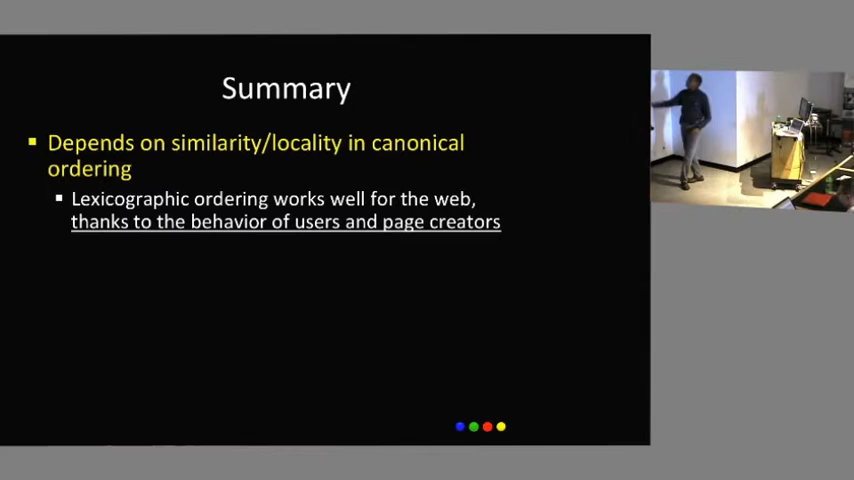 Summary
Depends on similarity/locality in canonical
ordering
Lexicographic ordering works well for the web,
thanks to the behavior of users and page creators